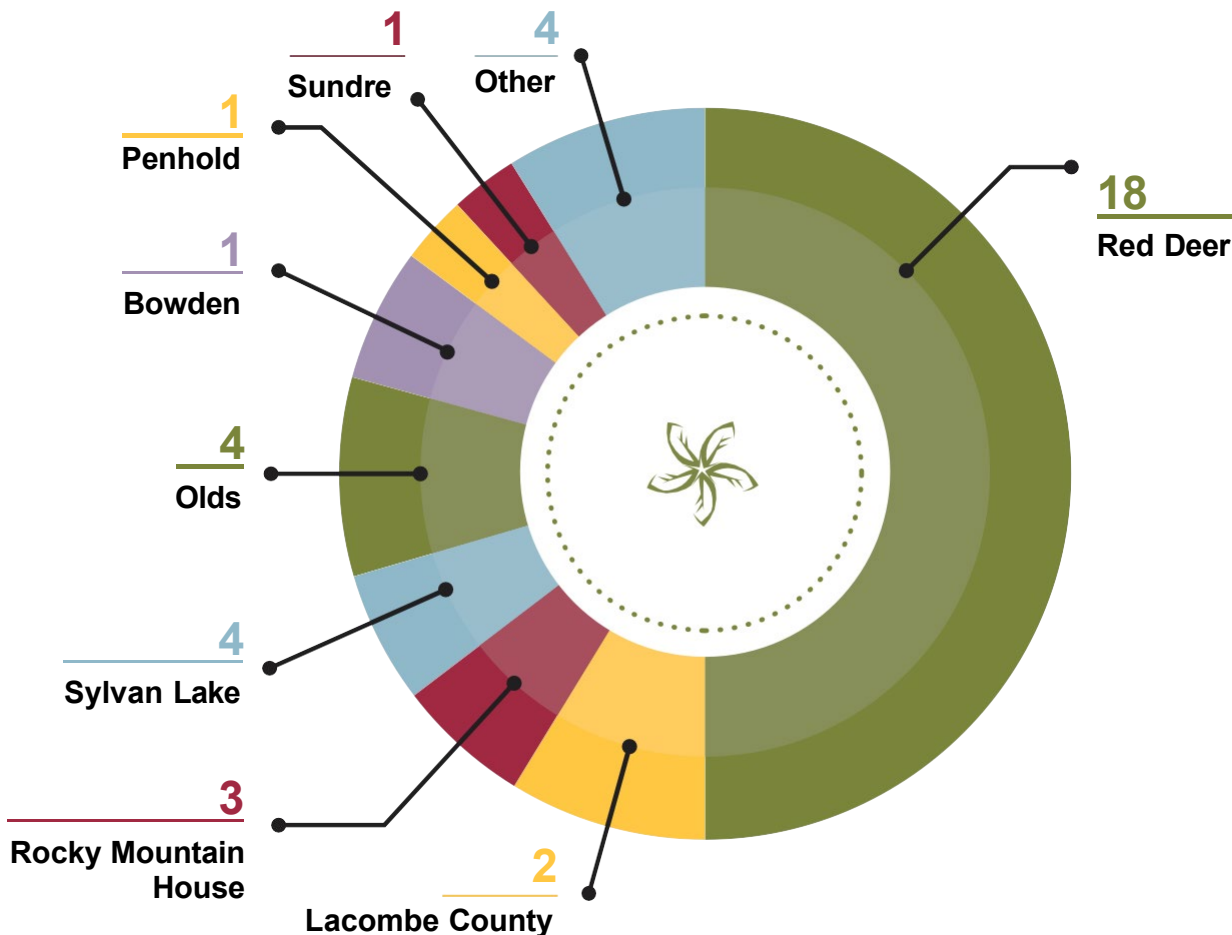 1
Sundre
4
Other
1
Penhold
18
Red Deer
1
Bowden
4
Olds
4
Sylvan Lake
3
Rocky Mountain
House
2
Lacombe County